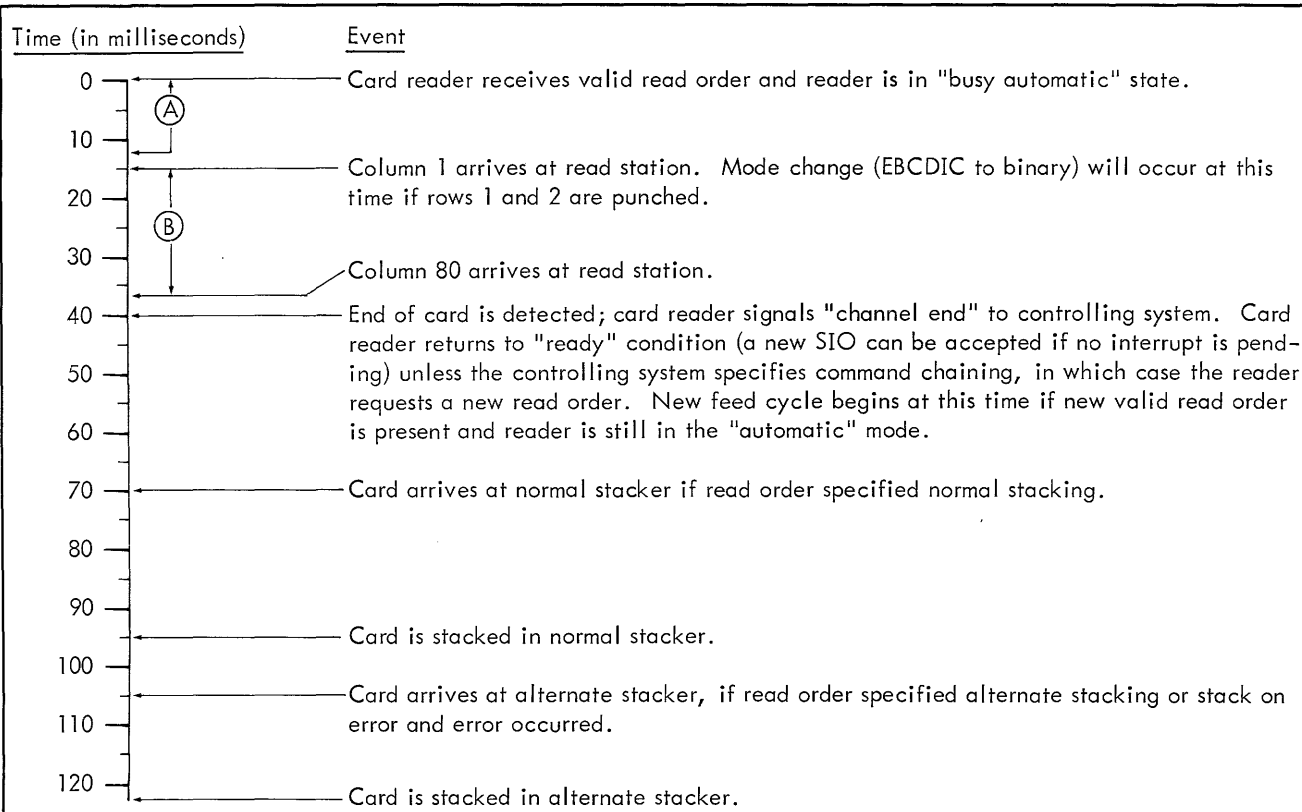 Time (in milliseconds) Event
0 Card reader receives valid read order and reader is in "busy automatic" state.
A
10
Column 1 arrives at read station. Mode change (EBCDIC to binary) will occur at this
20 time if rows 1 and 2 are punched.
B
30
Column 80 arrives at read station.
40 End of card is detected; card reader signals "channel end" to controlling system. Card
reader returns to "ready" condition (a new SIO can be accepted if no interrupt is pend-
50 ing) unless the controlling system specifies command chaining, in which case the reader
requests a new read order. New feed cycle begins at this time if new valid read order
60 is present and reader is still in the "automatic" mode.
70 Card arrives at normal stacker if read order specified normal stacking.
80
90
Card is stacked in normal stacker.
100
Card arrives at alternate stacker, if read order specified alternate stacking or stack on
110 error and error occurred.
120
Card is stacked in alternate stacker.